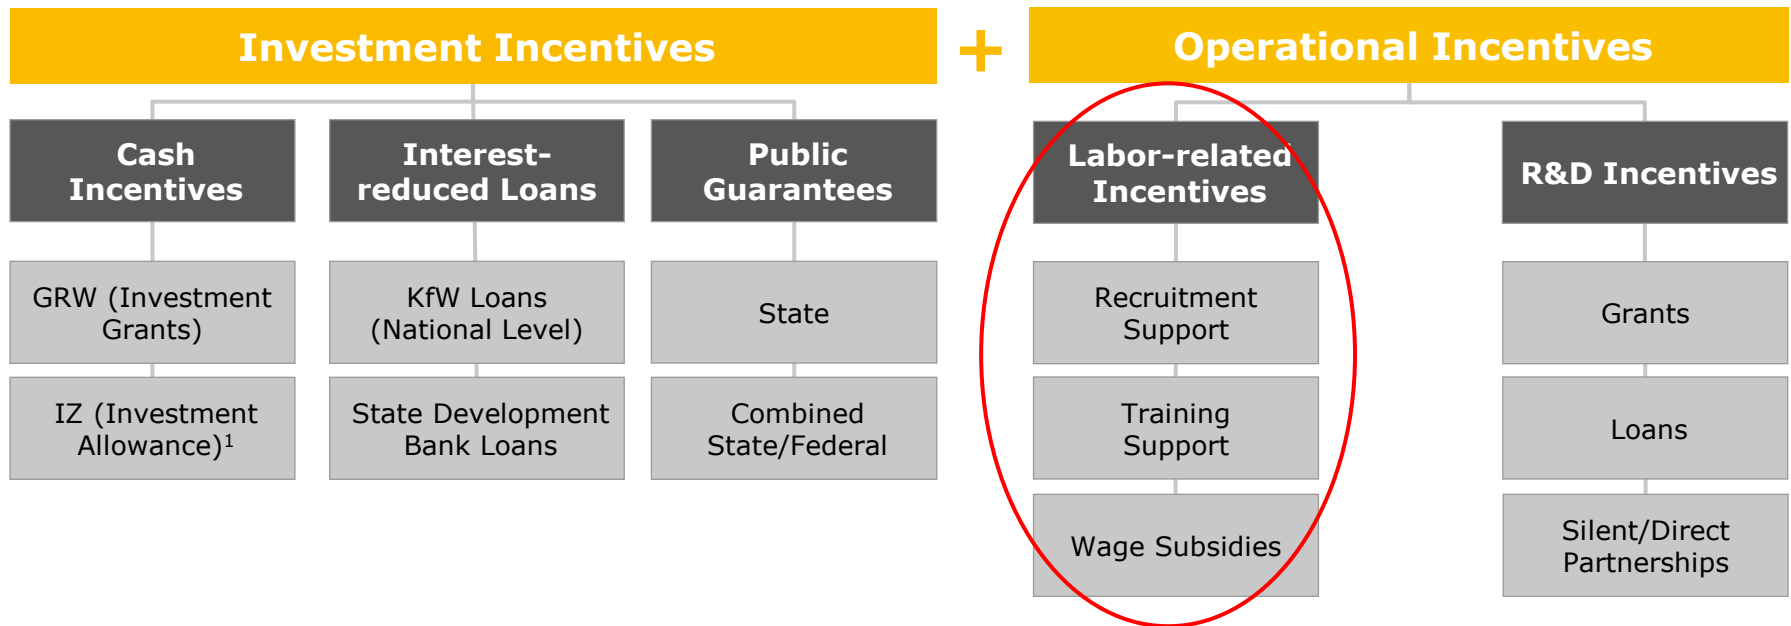 Investment Incentives
+
Operational Incentives
Cash
Incentives
Interest-
reduced Loans
Public
Guarantees
Labor-related
Incentives
R&D Incentives
GRW (Investment
Grants)
KfW Loans
(National Level)
State
Recruitment
Support
Grants
IZ (Investment
Allowance)¹
State Development
Bank Loans
Combined
State/Federal
Training
Support
Loans
Wage Subsidies
Silent/Direct
Partnerships